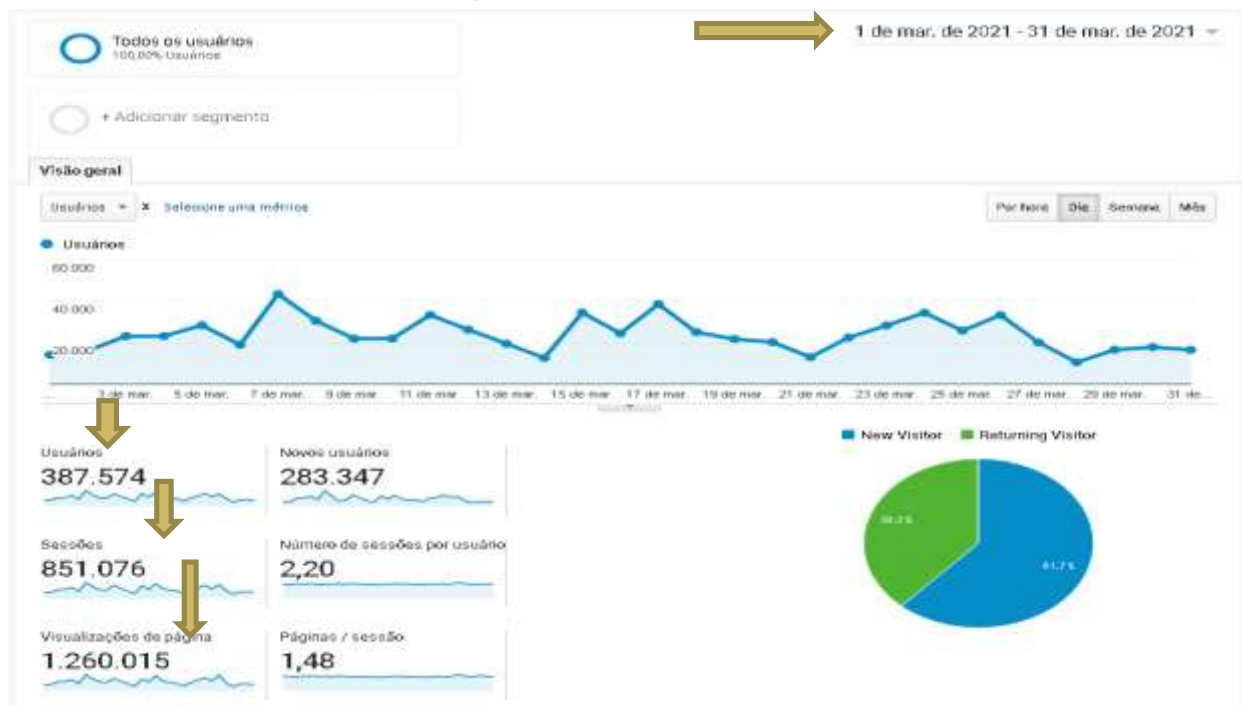 Todos os usuários
100,00% Usuários
1 de mar. de 2021 - 31 de mar. de 2021
+ Adicionar segmento
Visão geral
Usuários
x Selecione uma métrica
Por hora Dia Semana Mês
Usuários
60.000
40.000
20.000
...
3 de mar. 5 de mar. 7 de mar. 9 de mar. 11 de mar. 13 de mar. 15 de mar. 17 de mar. 19 de mar. 21 de mar. 23 de mar. 25 de mar. 27 de mar. 29 de mar. 31 de...
New Visitor Returning Visitor
Usuários
387.574
Novos usuários
283.347
Sessões
851.076
Número de sessões por usuário
2,20
Visualizações de página
1.260.015
Páginas / sessão
1,48
38.3%
61.7%